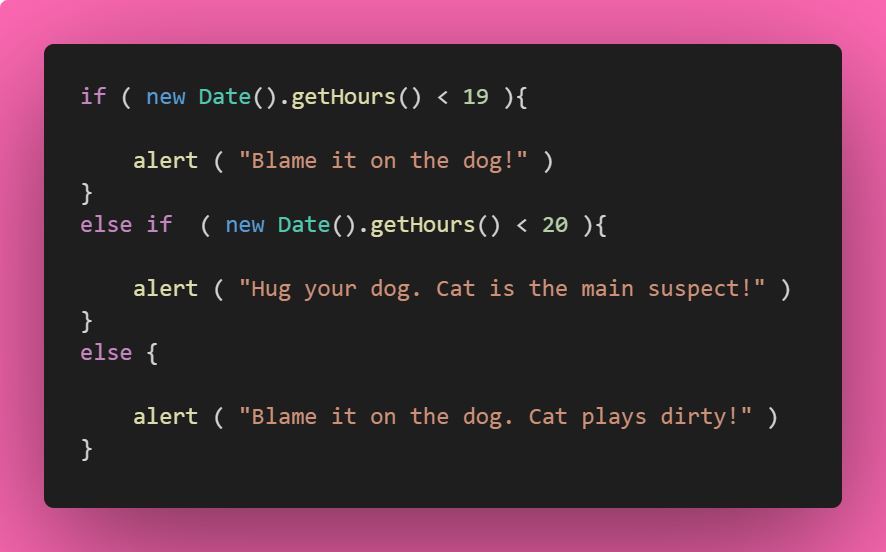 if ( new Date().getHours() < 19 ){
alert ( "Blame it on the dog!" )
}
else if  ( new Date().getHours() < 20 ){
alert ( "Hug your dog. Cat is the main suspect!" )
}
else {
alert ( "Blame it on the dog. Cat plays dirty!" )
}